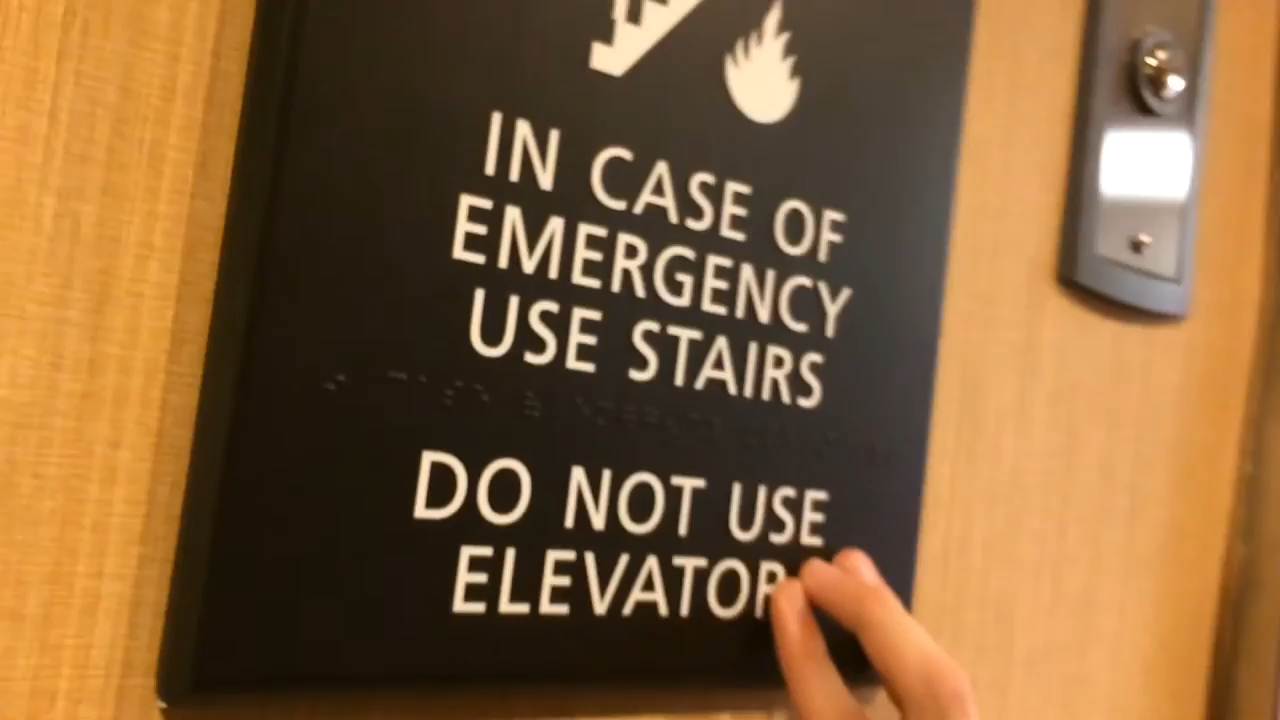 IN CASE OF
EMERGENCY
USE STAIRS
DO NOT USE
ELEVATOR